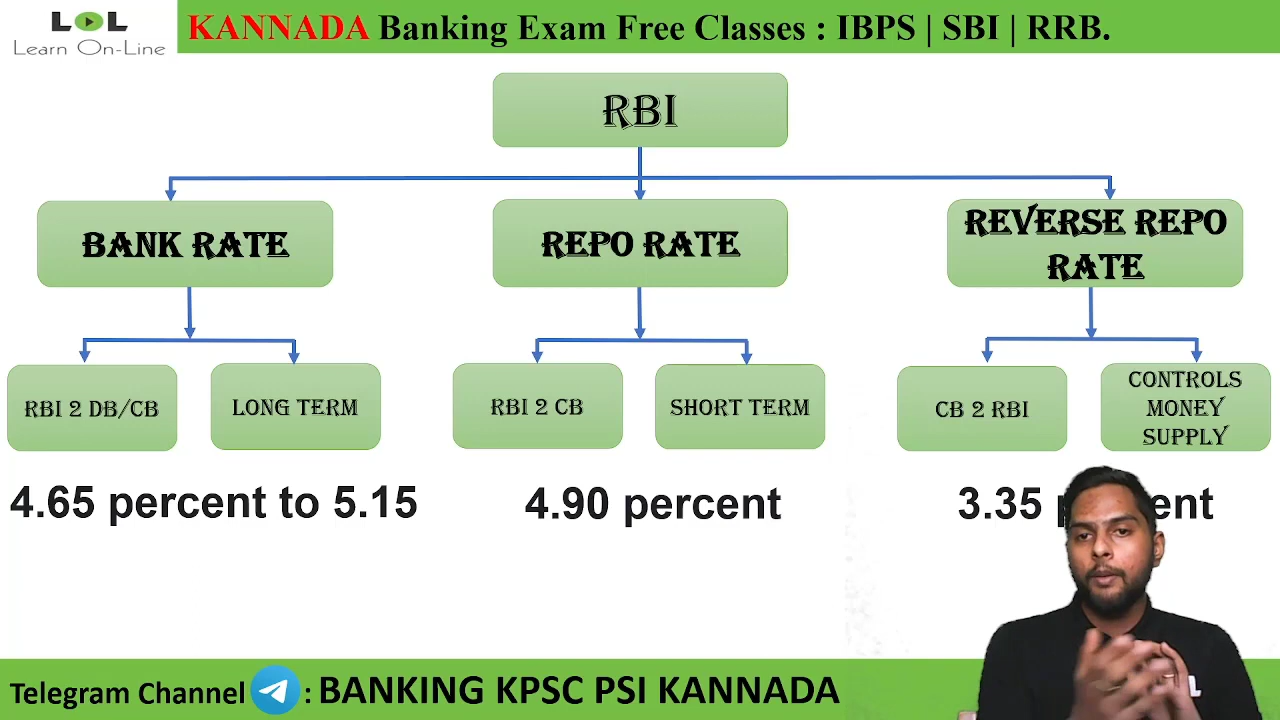 LOL
Learn On-Line
KANNADA Banking Exam Free Classes : IBPS | SBI | RRB.
RBI
BANK RATE
REPO RATE
REVERSE REPO
RATE
RBI 2 DB/CB
LONG TERM
RBI 2 CB
SHORT TERM
CB 2 RBI
CONTROLS
MONEY
SUPPLY
4.65 percent to 5.15
4.90 percent
3.35
Telegram Channel : BANKING KPSC PSI KANNADA